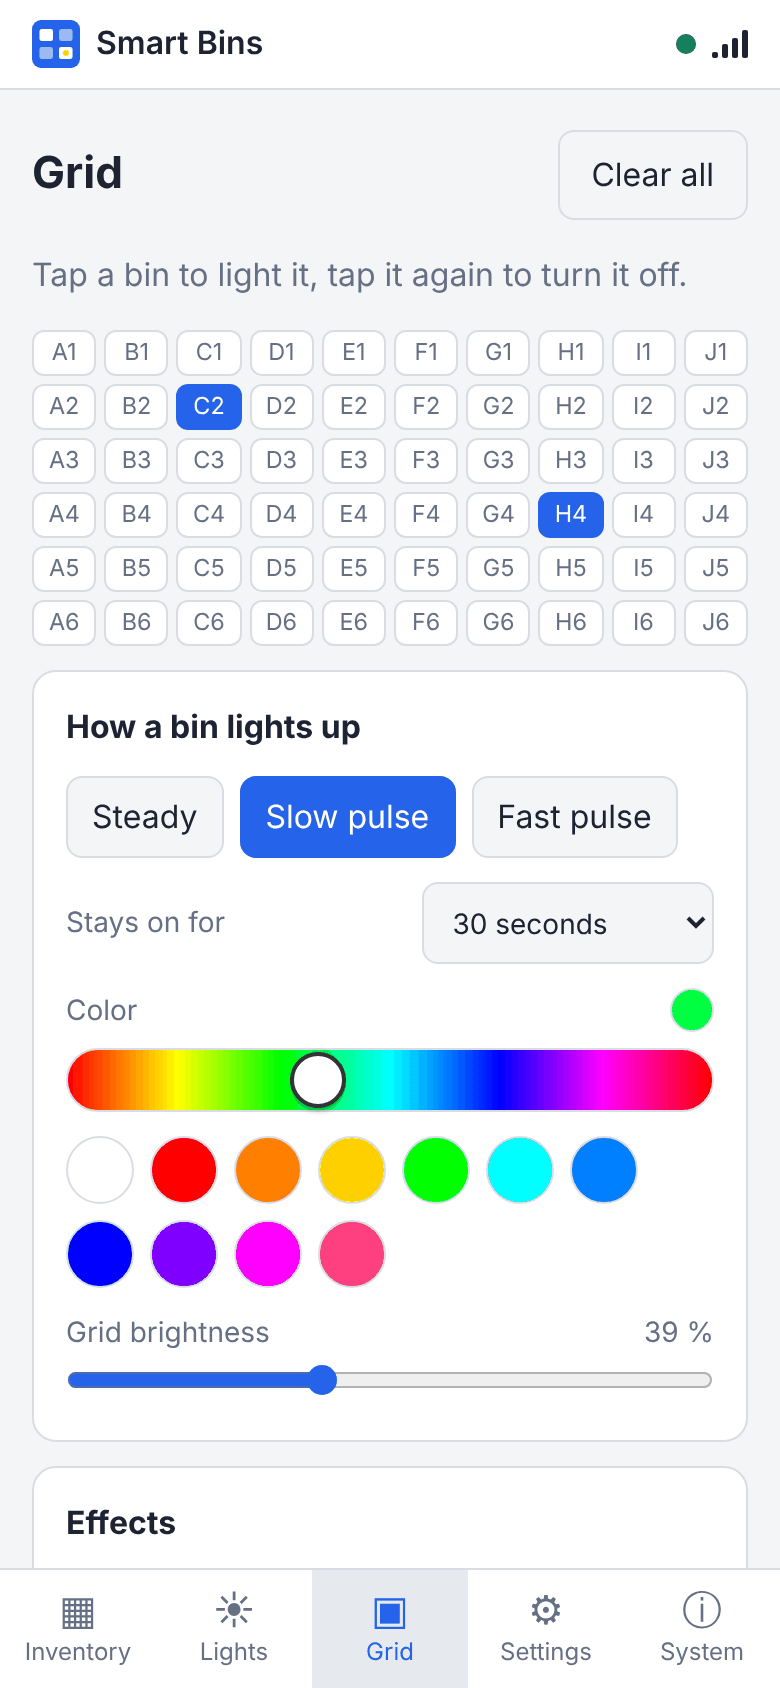 Smart Bins
Grid
Clear all
Tap a bin to light it, tap it again to turn it off.
A1 B1 C1 D1 E1 F1 G1 H1 I1 J1
A2 B2 C2 D2 E2 F2 G2 H2 I2 J2
A3 B3 C3 D3 E3 F3 G3 H3 I3 J3
A4 B4 C4 D4 E4 F4 G4 H4 I4 J4
A5 B5 C5 D5 E5 F5 G5 H5 I5 J5
A6 B6 C6 D6 E6 F6 G6 H6 I6 J6
How a bin lights up
Steady Slow pulse Fast pulse
Stays on for 30 seconds
Color
Grid brightness 39 %
Effects
Inventory Lights Grid Settings System